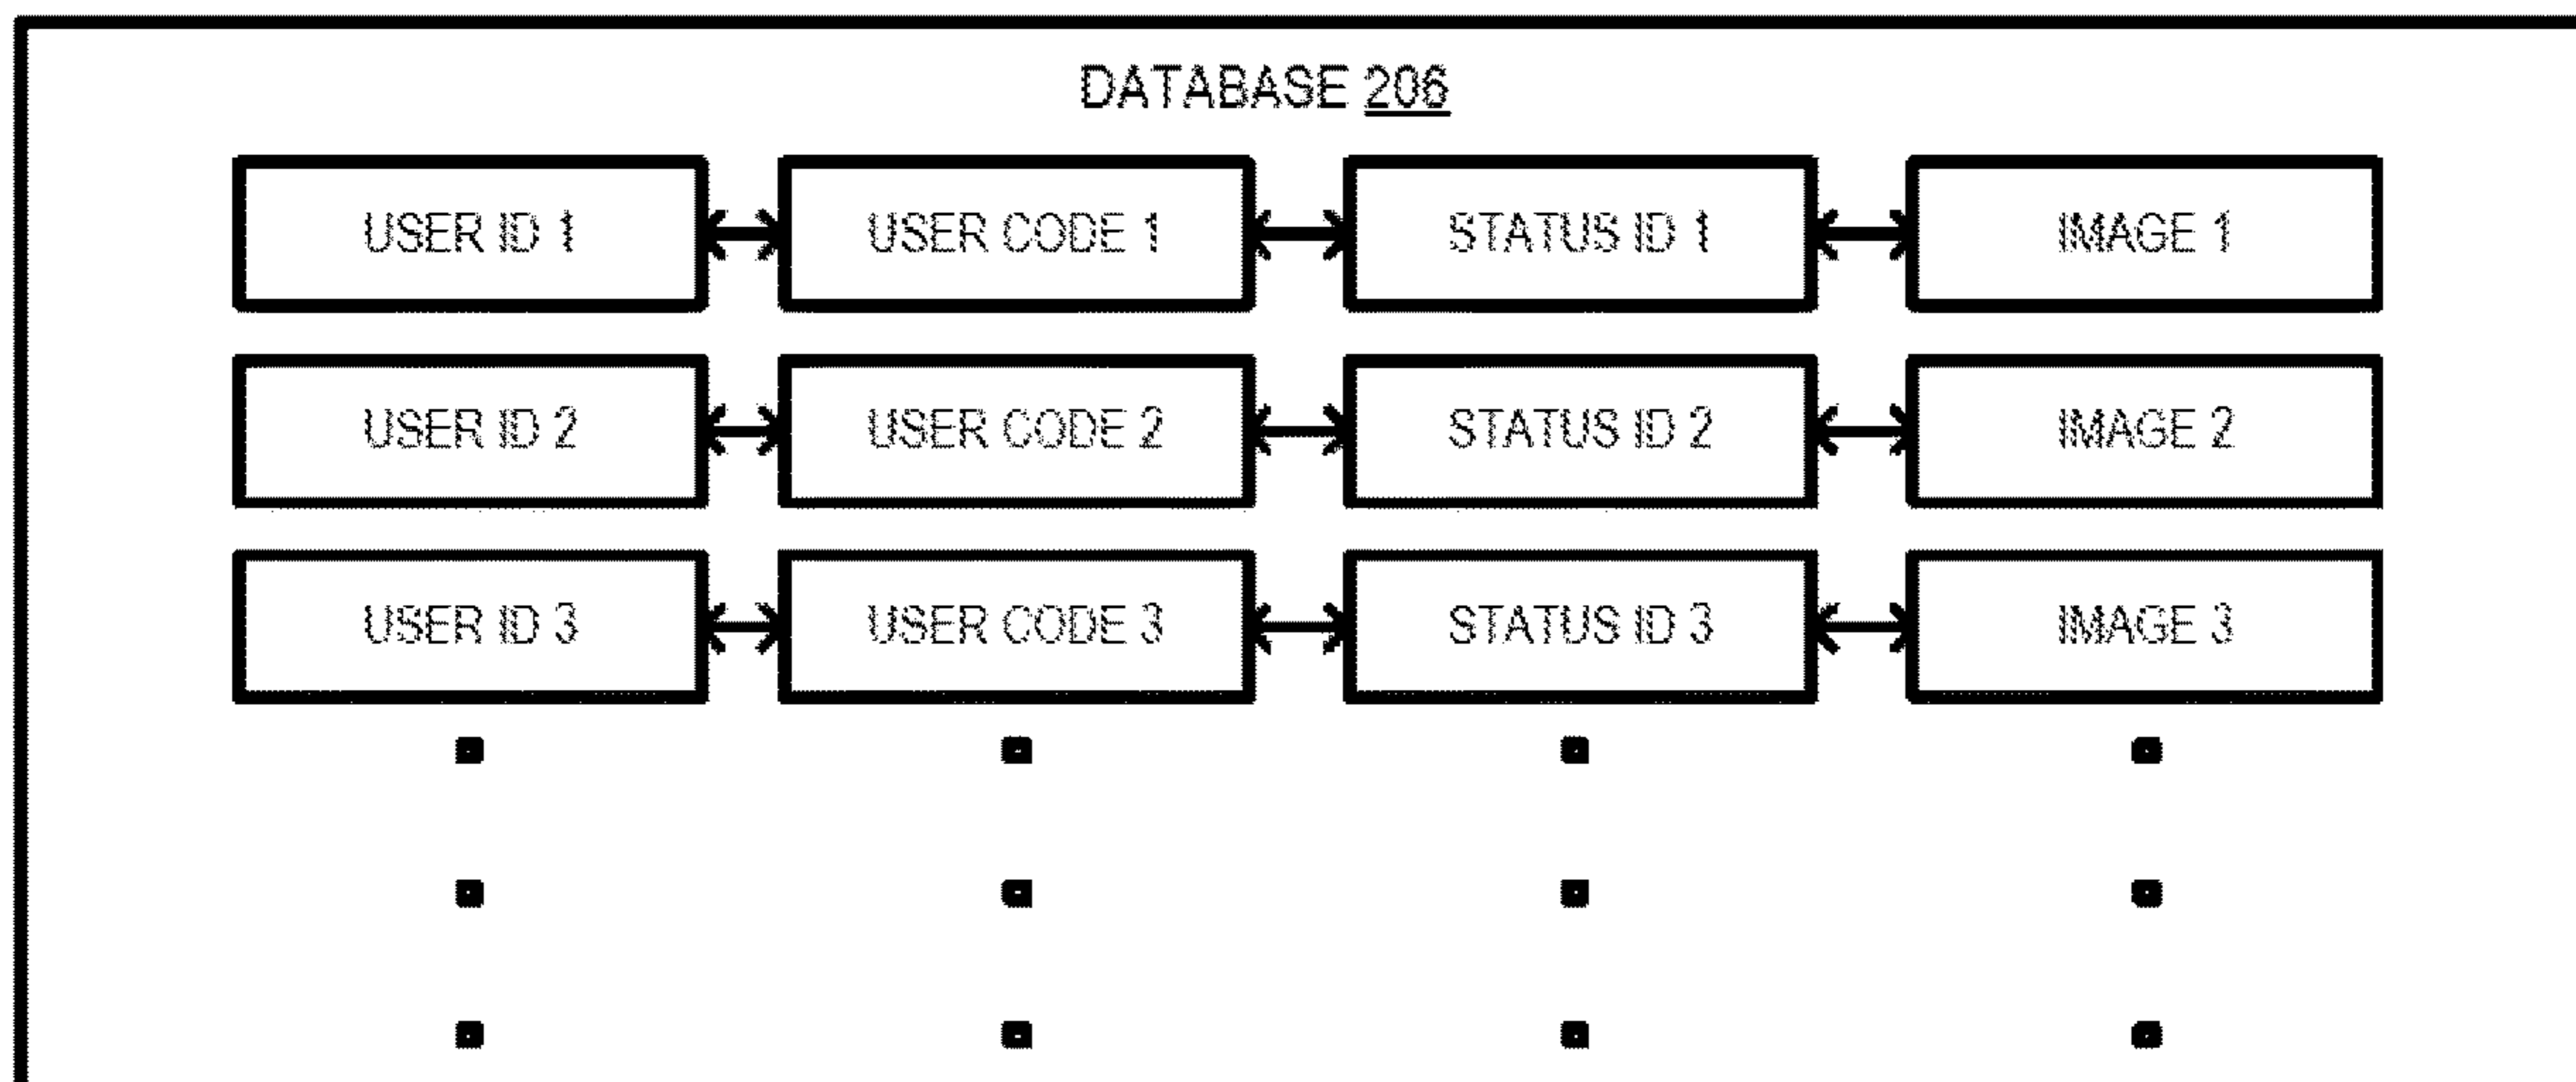 DATABASE 206
USER ID 1 USER CODE 1 STATUS ID 1 IMAGE 1
USER ID 2 USER CODE 2 STATUS ID 2 IMAGE 2
USER ID 3 USER CODE 3 STATUS ID 3 IMAGE 3